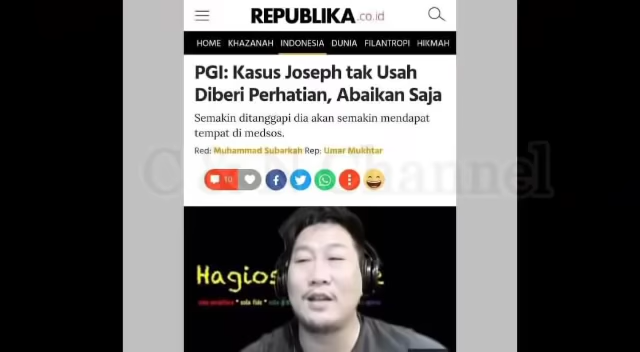 REPUBLIKA.co.id
HOME KHAZANAH INDONESIA DUNIA FILANTROPI HIKMAH
PGI: Kasus Joseph tak Usah
Diberi Perhatian, Abaikan Saja
Semakin ditanggapi dia akan semakin mendapat
tempat di medsos.
Red: Muhammad Subarkah Rep: Umar Mukhtar
10
Channel
Hagios